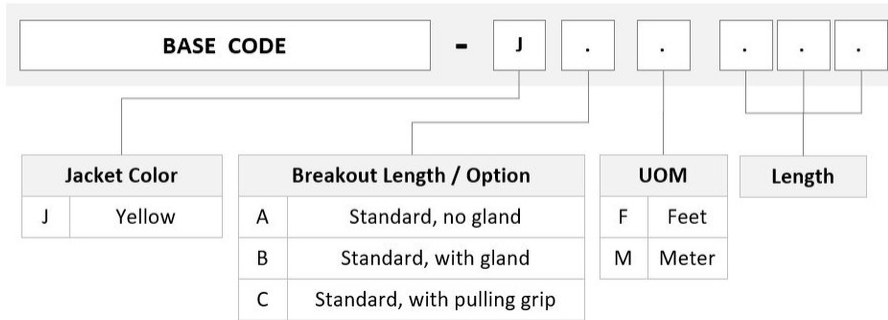 BASE CODE - J . . . . .
Jacket Color Breakout Length / Option UOM Length
J Yellow A Standard, no gland F Feet
B Standard, with gland M Meter
C Standard, with pulling grip